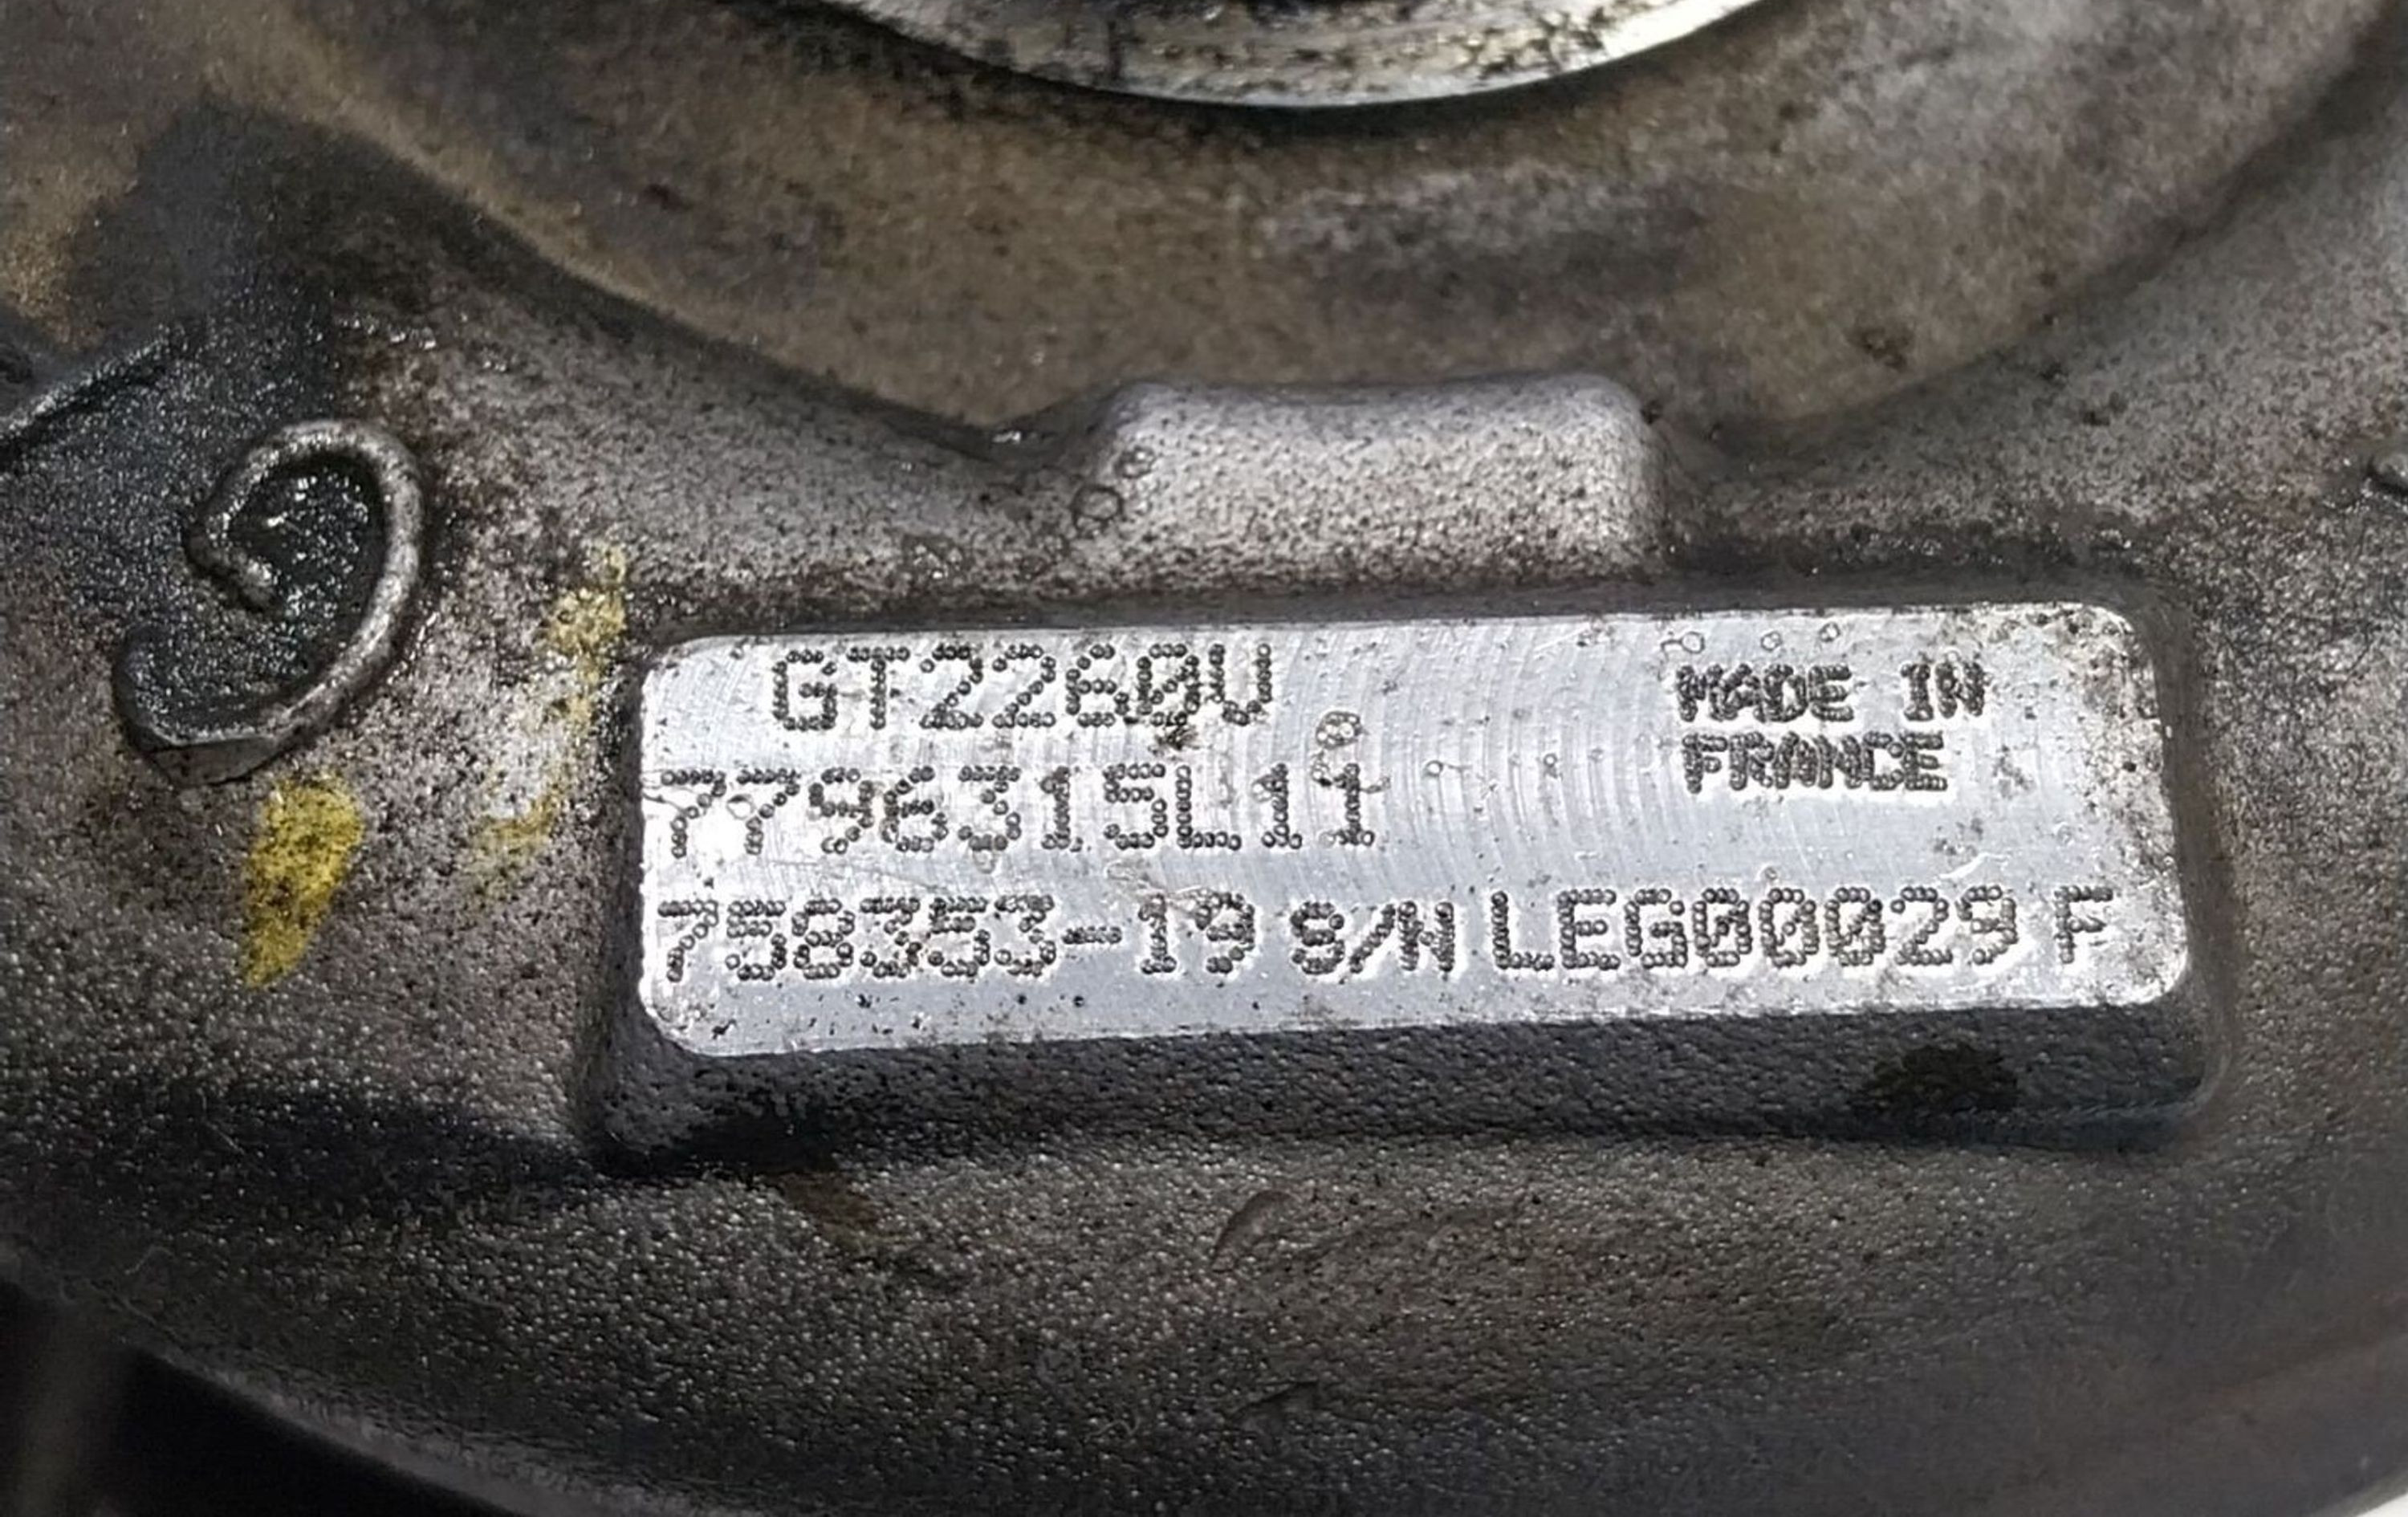 GT2260V
MADE IN
FRANCE
7796315L11
758353-19 S/N LEG00029 F